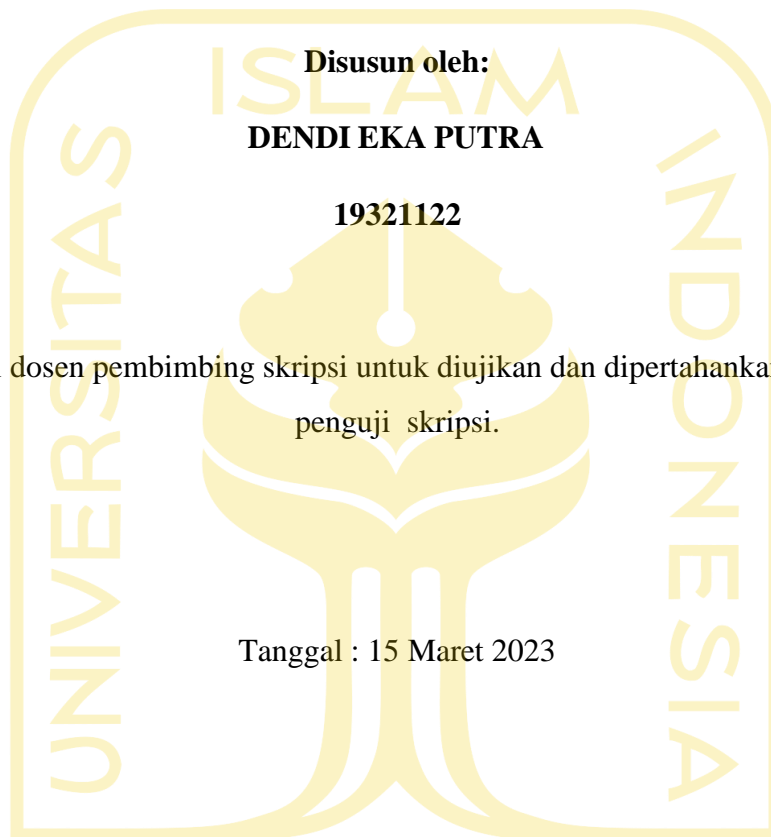 ISLAM
UNIVERSITAS
INDONESIA
Disusun oleh:
DENDI EKA PUTRA
19321122
dosen pembimbing skripsi untuk diujikan dan
penguji skripsi.
Tanggal : 15 Maret 2023